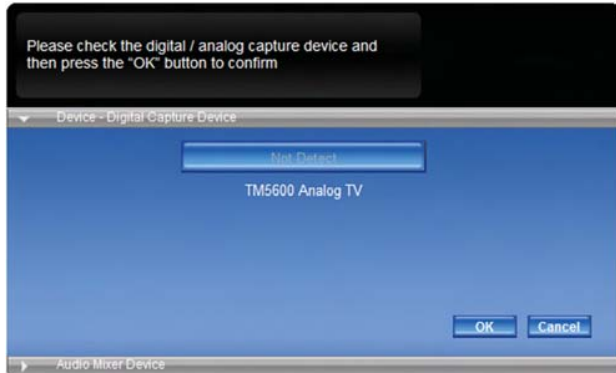 Please check the digital / analog capture device and
then press the “OK” button to confirm
Device - Digital Capture Device
Not Detect
TM5600 Analog TV
OK
Cancel
Audio Mixer Device